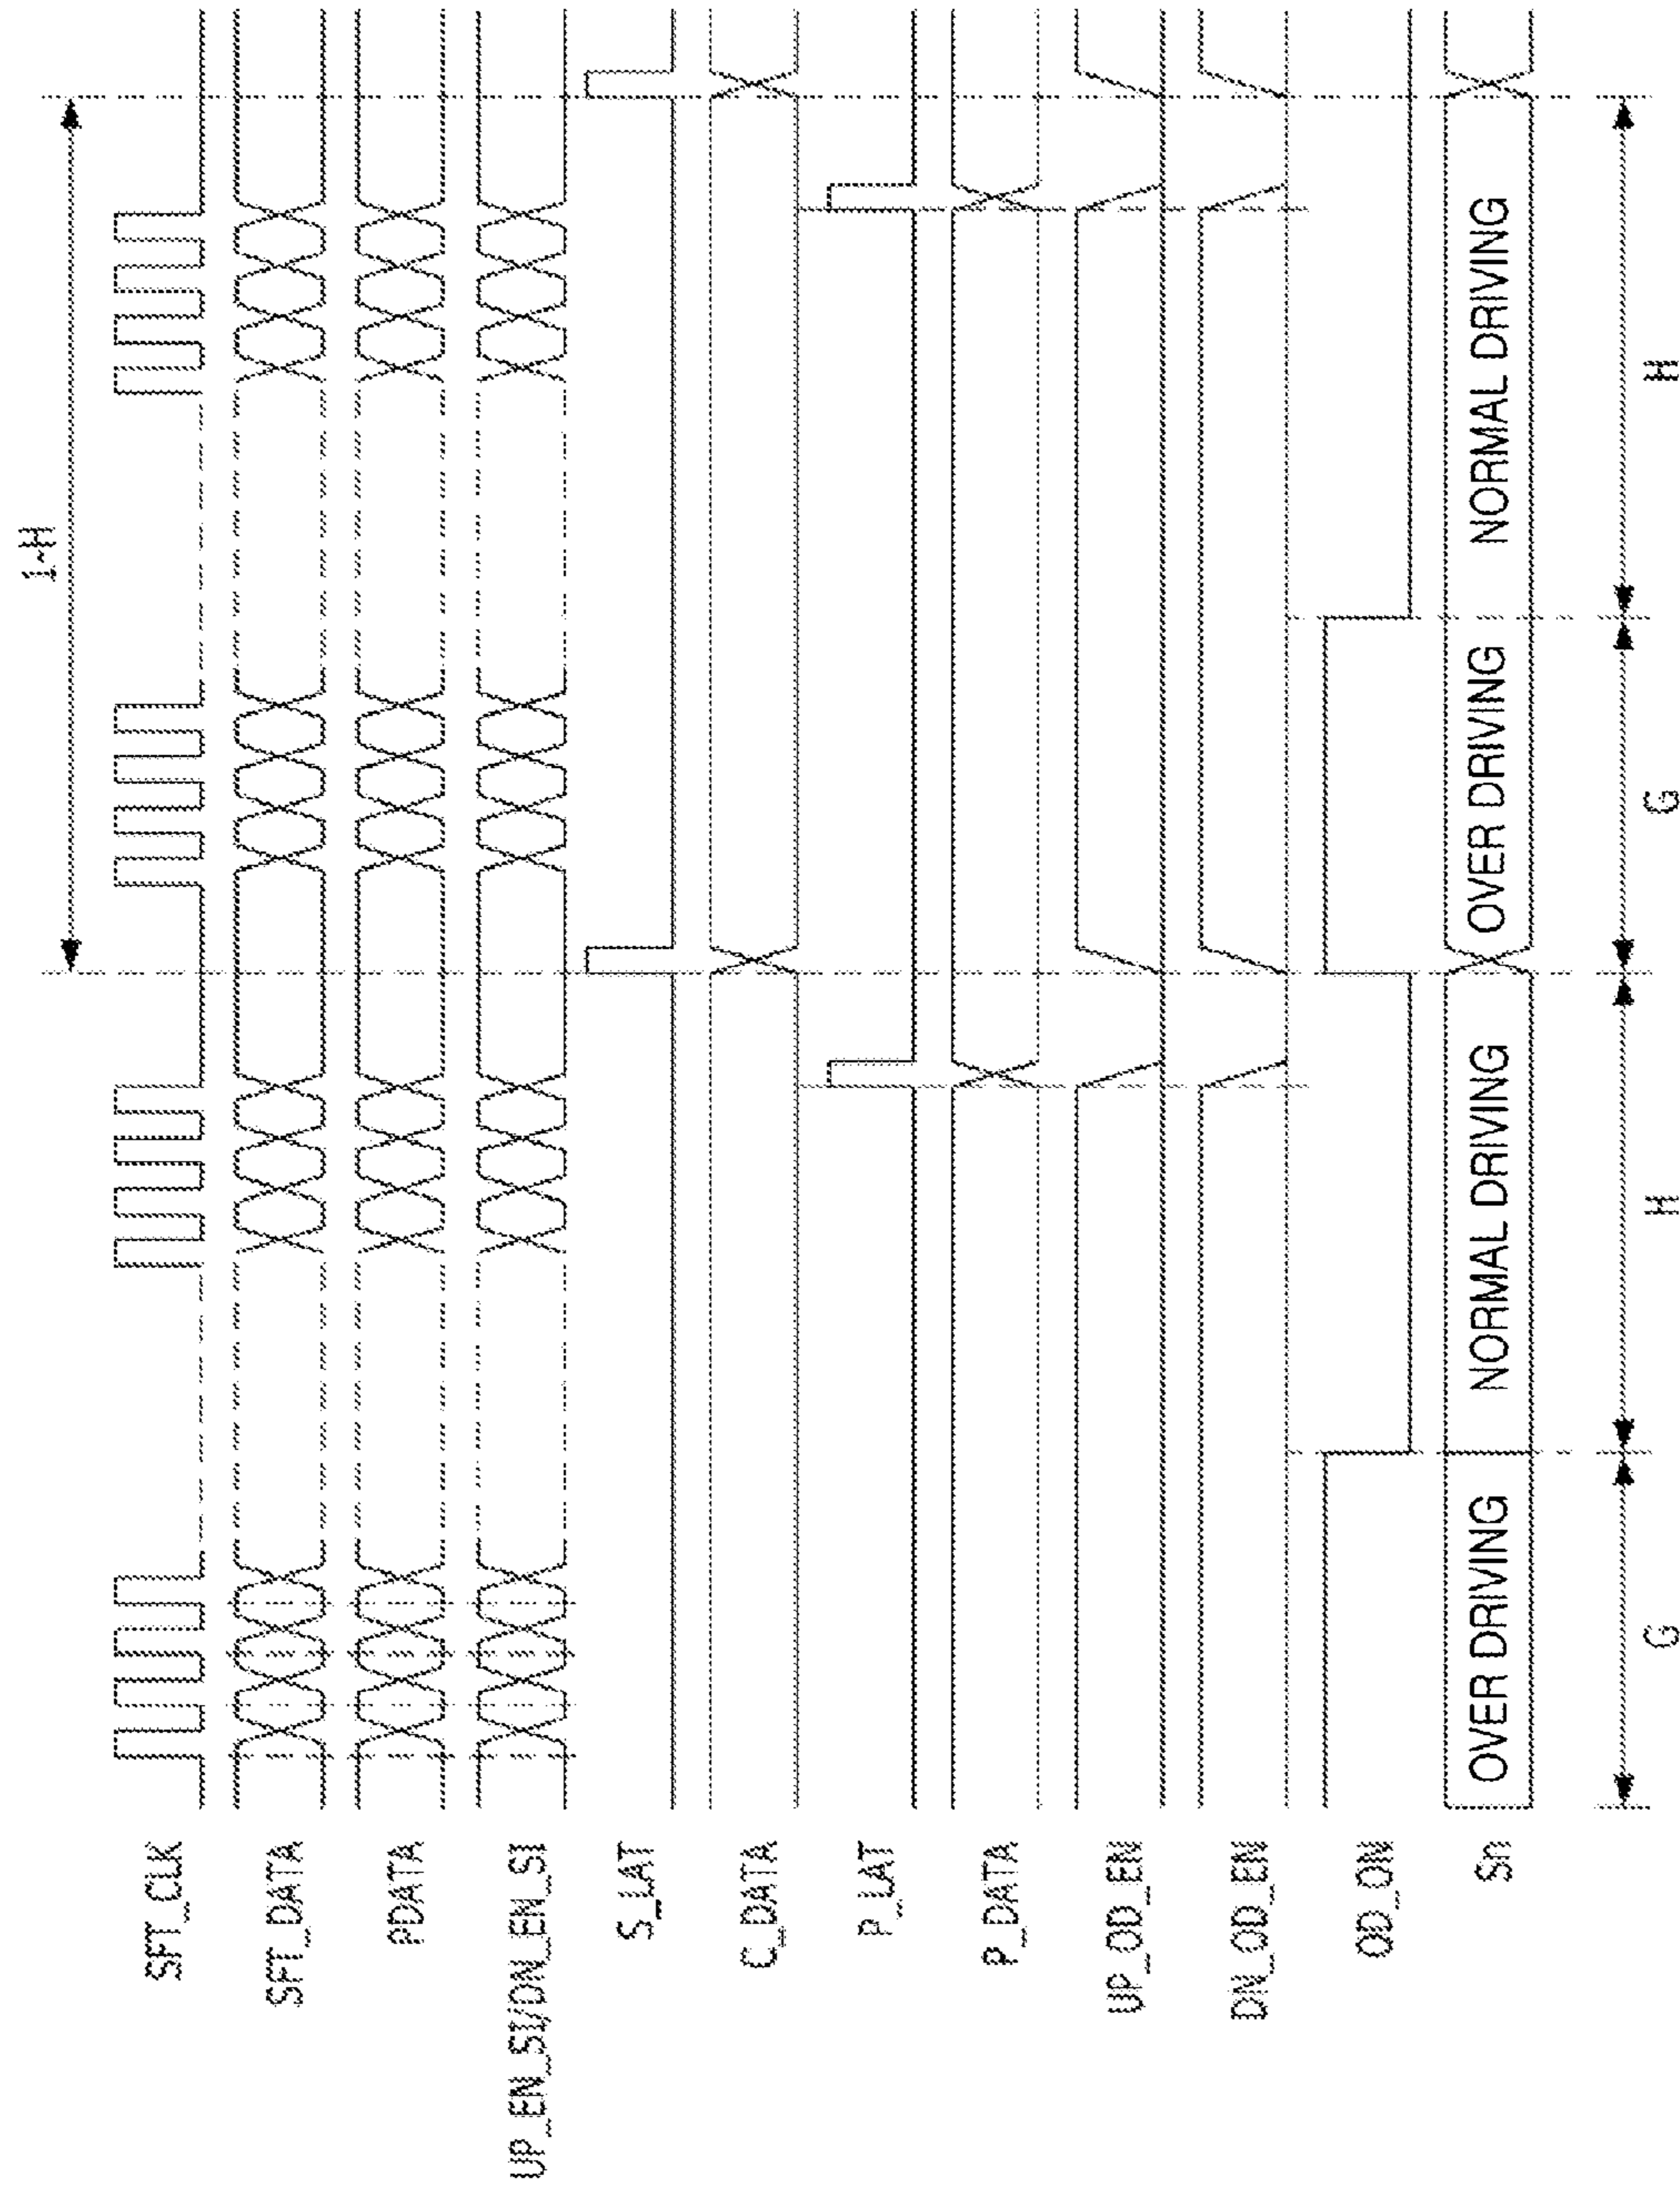 1-H
SFT_CLK
SFT_DATA
PDATA
UP_EN_SI/DN_EN_SI
S_LAT
C_DATA
P_LAT
P_DATA
UP_OD_EN
DN_OD_EN
OD_ON
Sn
OVER DRIVING
NORMAL DRIVING
OVER DRIVING
NORMAL DRIVING
G
H
G
H